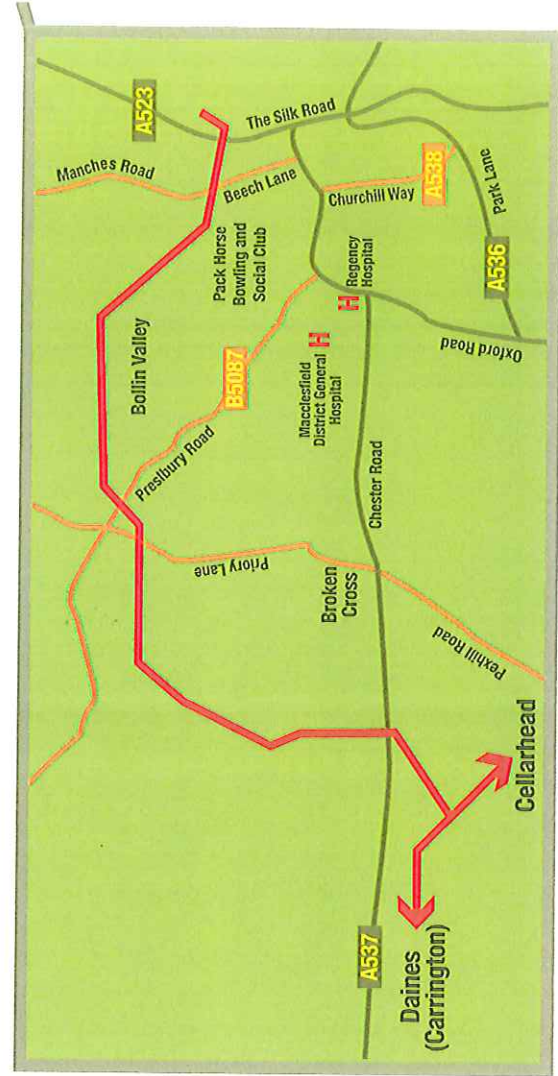 Manches Road
A523
Bollin Valley
Preslbury Road
Pack Horse
Bowling and
Social Club
Beech Lane
The Silk Road
B5087
Priory Lane
Macclesfield
District General
Hospital
H
H
Regency
Hospital
Churchill Way
Broken
Cross
Chester Road
A537
A538
Daines
(Carrington)
Pexhill Road
Oxford Road
A536
Park Lane
Cellarhead